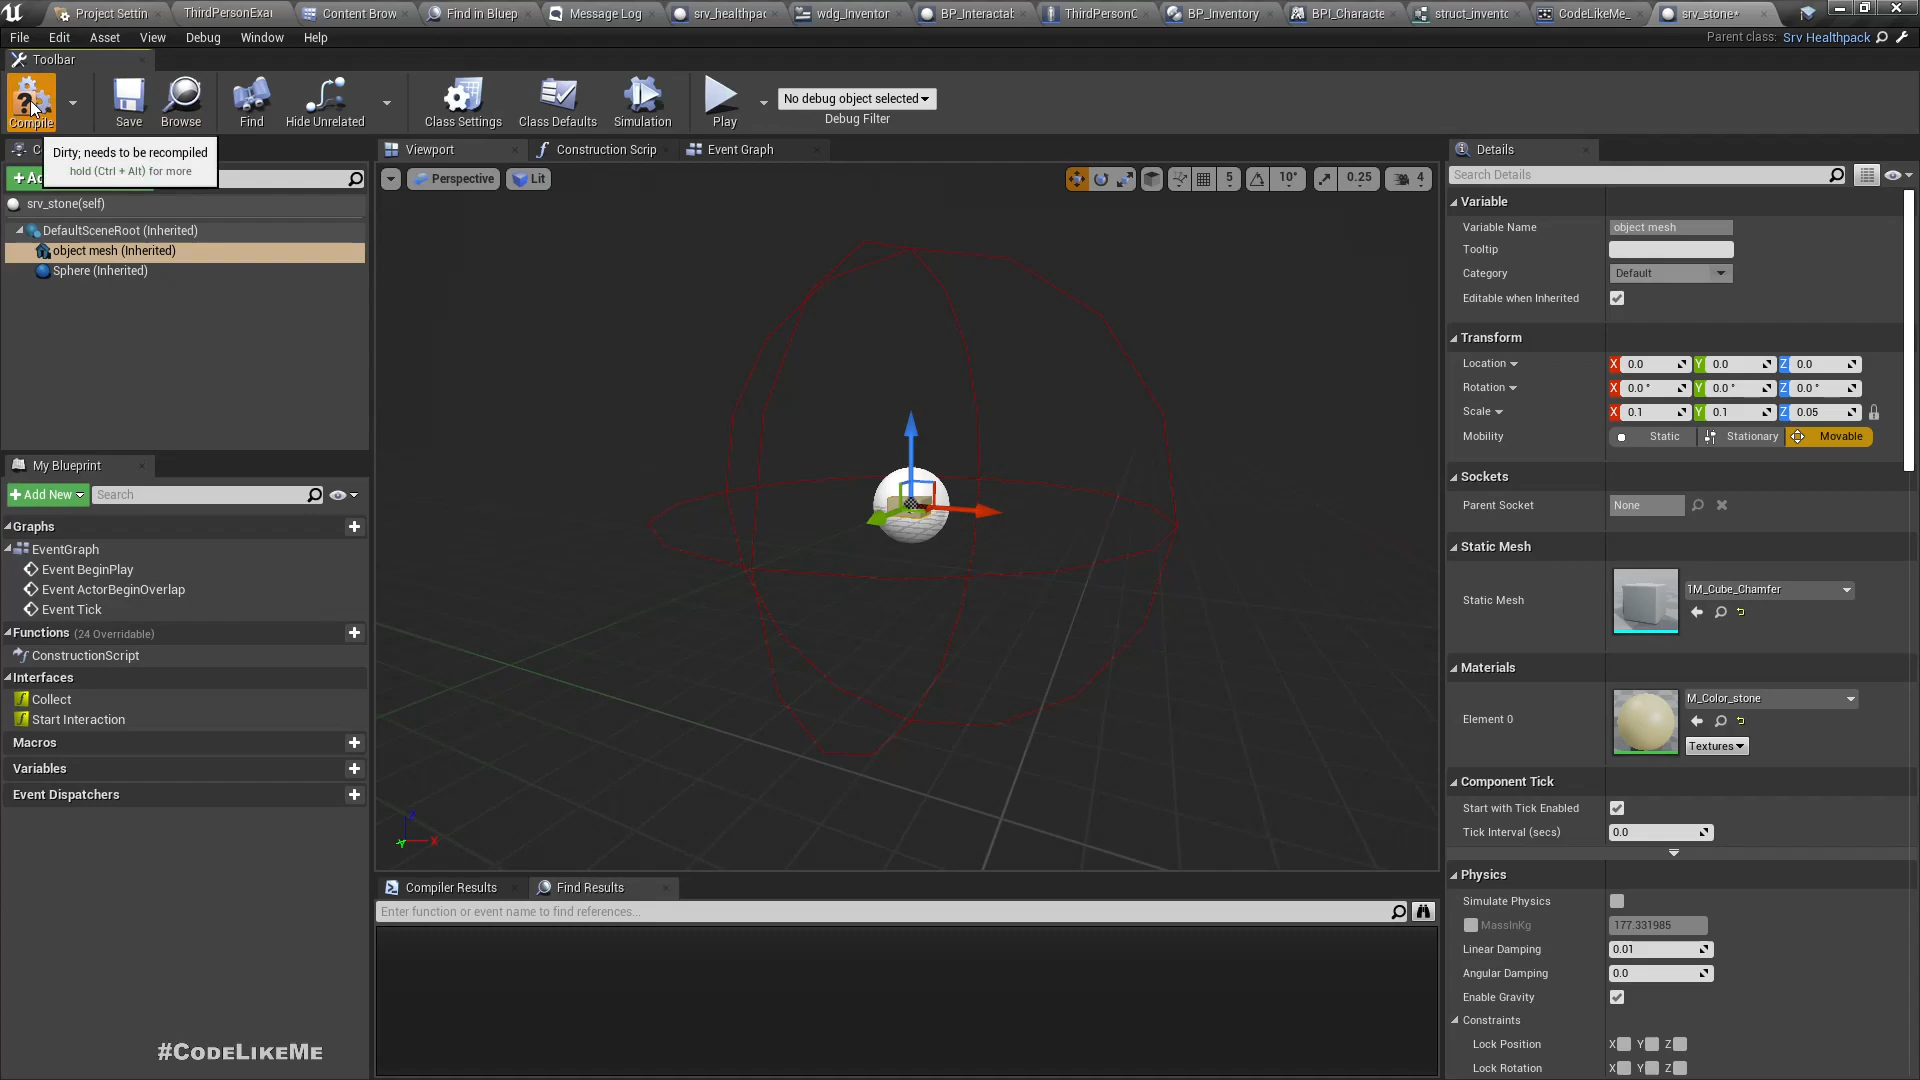 Project Settin
ThirdPersonExar
Content Brow
Find in Bluep
Message Log
srv_healthpac
wdg_Inventor
BP_Interactab
ThirdPersonC
BP_Inventory
BPI_Characte
struct_invento
CodeLikeMe_
srv_stone*
File Edit Asset View Debug Window Help
Parent class: Srv Healthpack
Toolbar
Compile
Save
Browse
Find
Hide Unrelated
Class Settings
Class Defaults
Simulation
Play
No debug object selected
Debug Filter
Dirty; needs to be recompiled
hold (Ctrl + Alt) for more
srv_stone(self)
DefaultSceneRoot (Inherited)
object mesh (Inherited)
Sphere (Inherited)
My Blueprint
Add New
Search
Graphs
EventGraph
Event BeginPlay
Event ActorBeginOverlap
Event Tick
Functions (24 Overridable)
ConstructionScript
Interfaces
Collect
Start Interaction
Macros
Variables
Event Dispatchers
#CodeLikeMe
Viewport
Construction Scrip
Event Graph
Perspective
Lit
5
10°
0.25
4
Z
X
Y
Compiler Results
Find Results
Enter function or event name to find references...
Details
Search Details
Variable
Variable Name object mesh
Tooltip
Category Default
Editable when Inherited
Transform
Location X 0.0 Y 0.0 Z 0.0
Rotation X 0.0 ° Y 0.0 ° Z 0.0 °
Scale X 0.1 Y 0.1 Z 0.05
Mobility Static Stationary Movable
Sockets
Parent Socket None
Static Mesh
Static Mesh 1M_Cube_Chamfer
Materials
Element 0 M_Color_stone
Textures
Component Tick
Start with Tick Enabled
Tick Interval (secs) 0.0
Physics
Simulate Physics
MassInKg 177.331985
Linear Damping 0.01
Angular Damping 0.0
Enable Gravity
Constraints
Lock Position X Y Z
Lock Rotation X Y Z